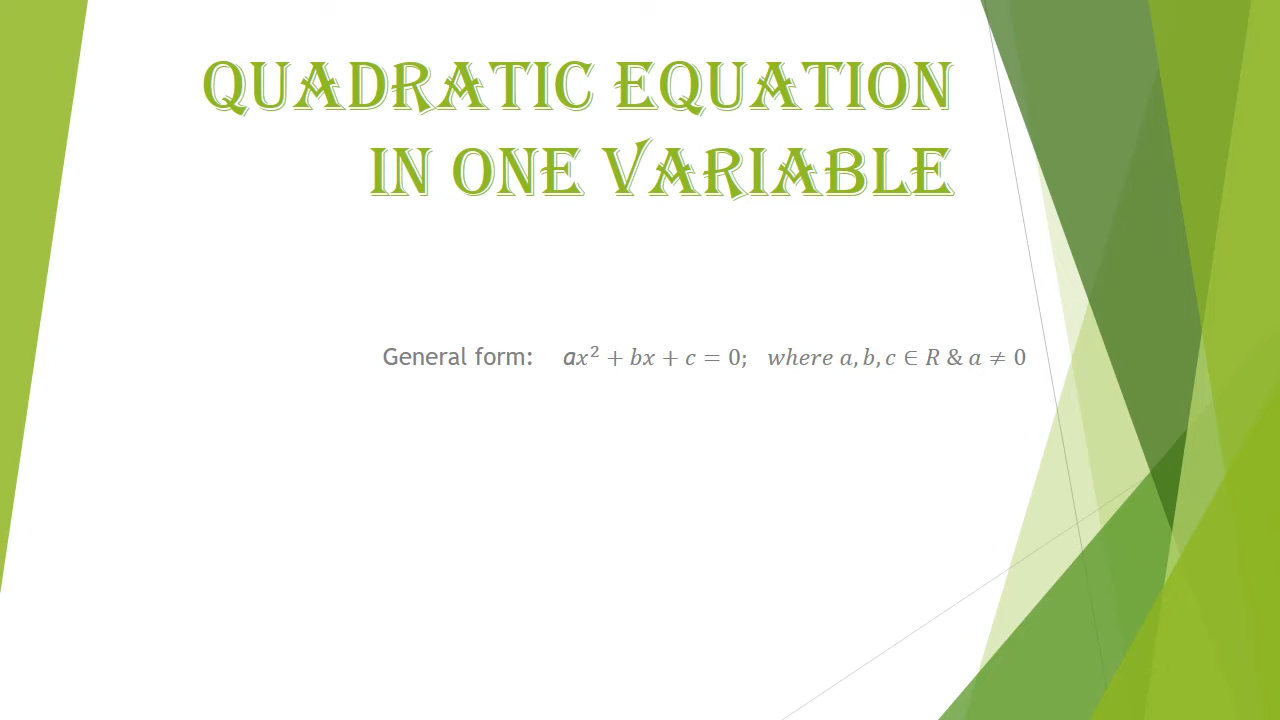 QUADRATIC EQUATION
IN ONE VARIABLE
General form: ax² + bx + c = 0; where a, b, c ∈ R & a ≠ 0